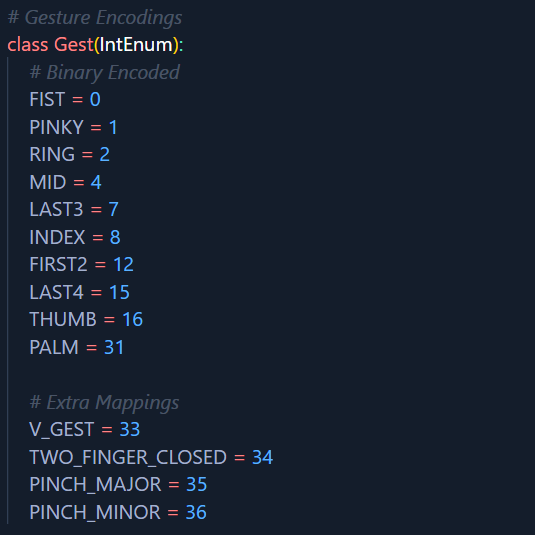 # Gesture Encodings
class Gest(IntEnum):
# Binary Encoded
FIST = 0
PINKY = 1
RING = 2
MID = 4
LAST3 = 7
INDEX = 8
FIRST2 = 12
LAST4 = 15
THUMB = 16
PALM = 31
# Extra Mappings
V_GEST = 33
TWO_FINGER_CLOSED = 34
PINCH_MAJOR = 35
PINCH_MINOR = 36